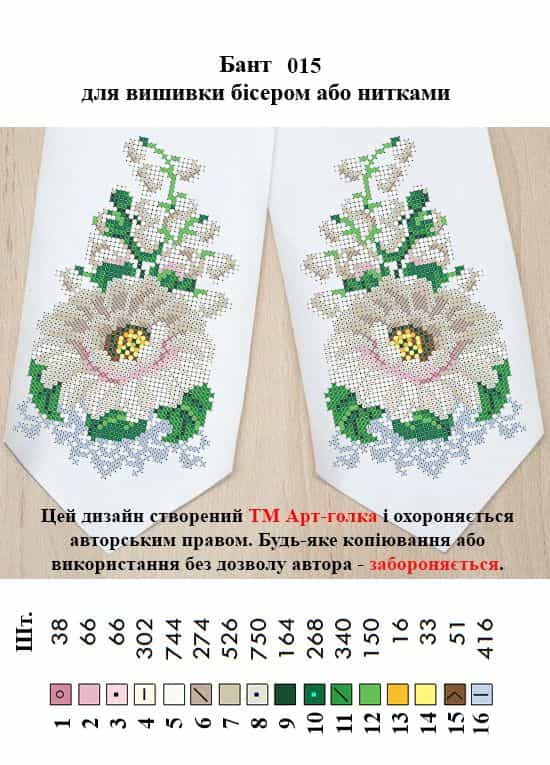 Бант 015
для вишивки бісером або нитками
Цей дизайн створений ТМ Арт-голка і охороняється
авторським правом. Будь-яке копіювання або
використання без дозволу автора - забороняється.
Шт. 38 66 66 302 744 274 526 750 164 268 340 150 16 33 51 416
1 2 3 4 5 6 7 8 9 10 11 12 13 14 15 16